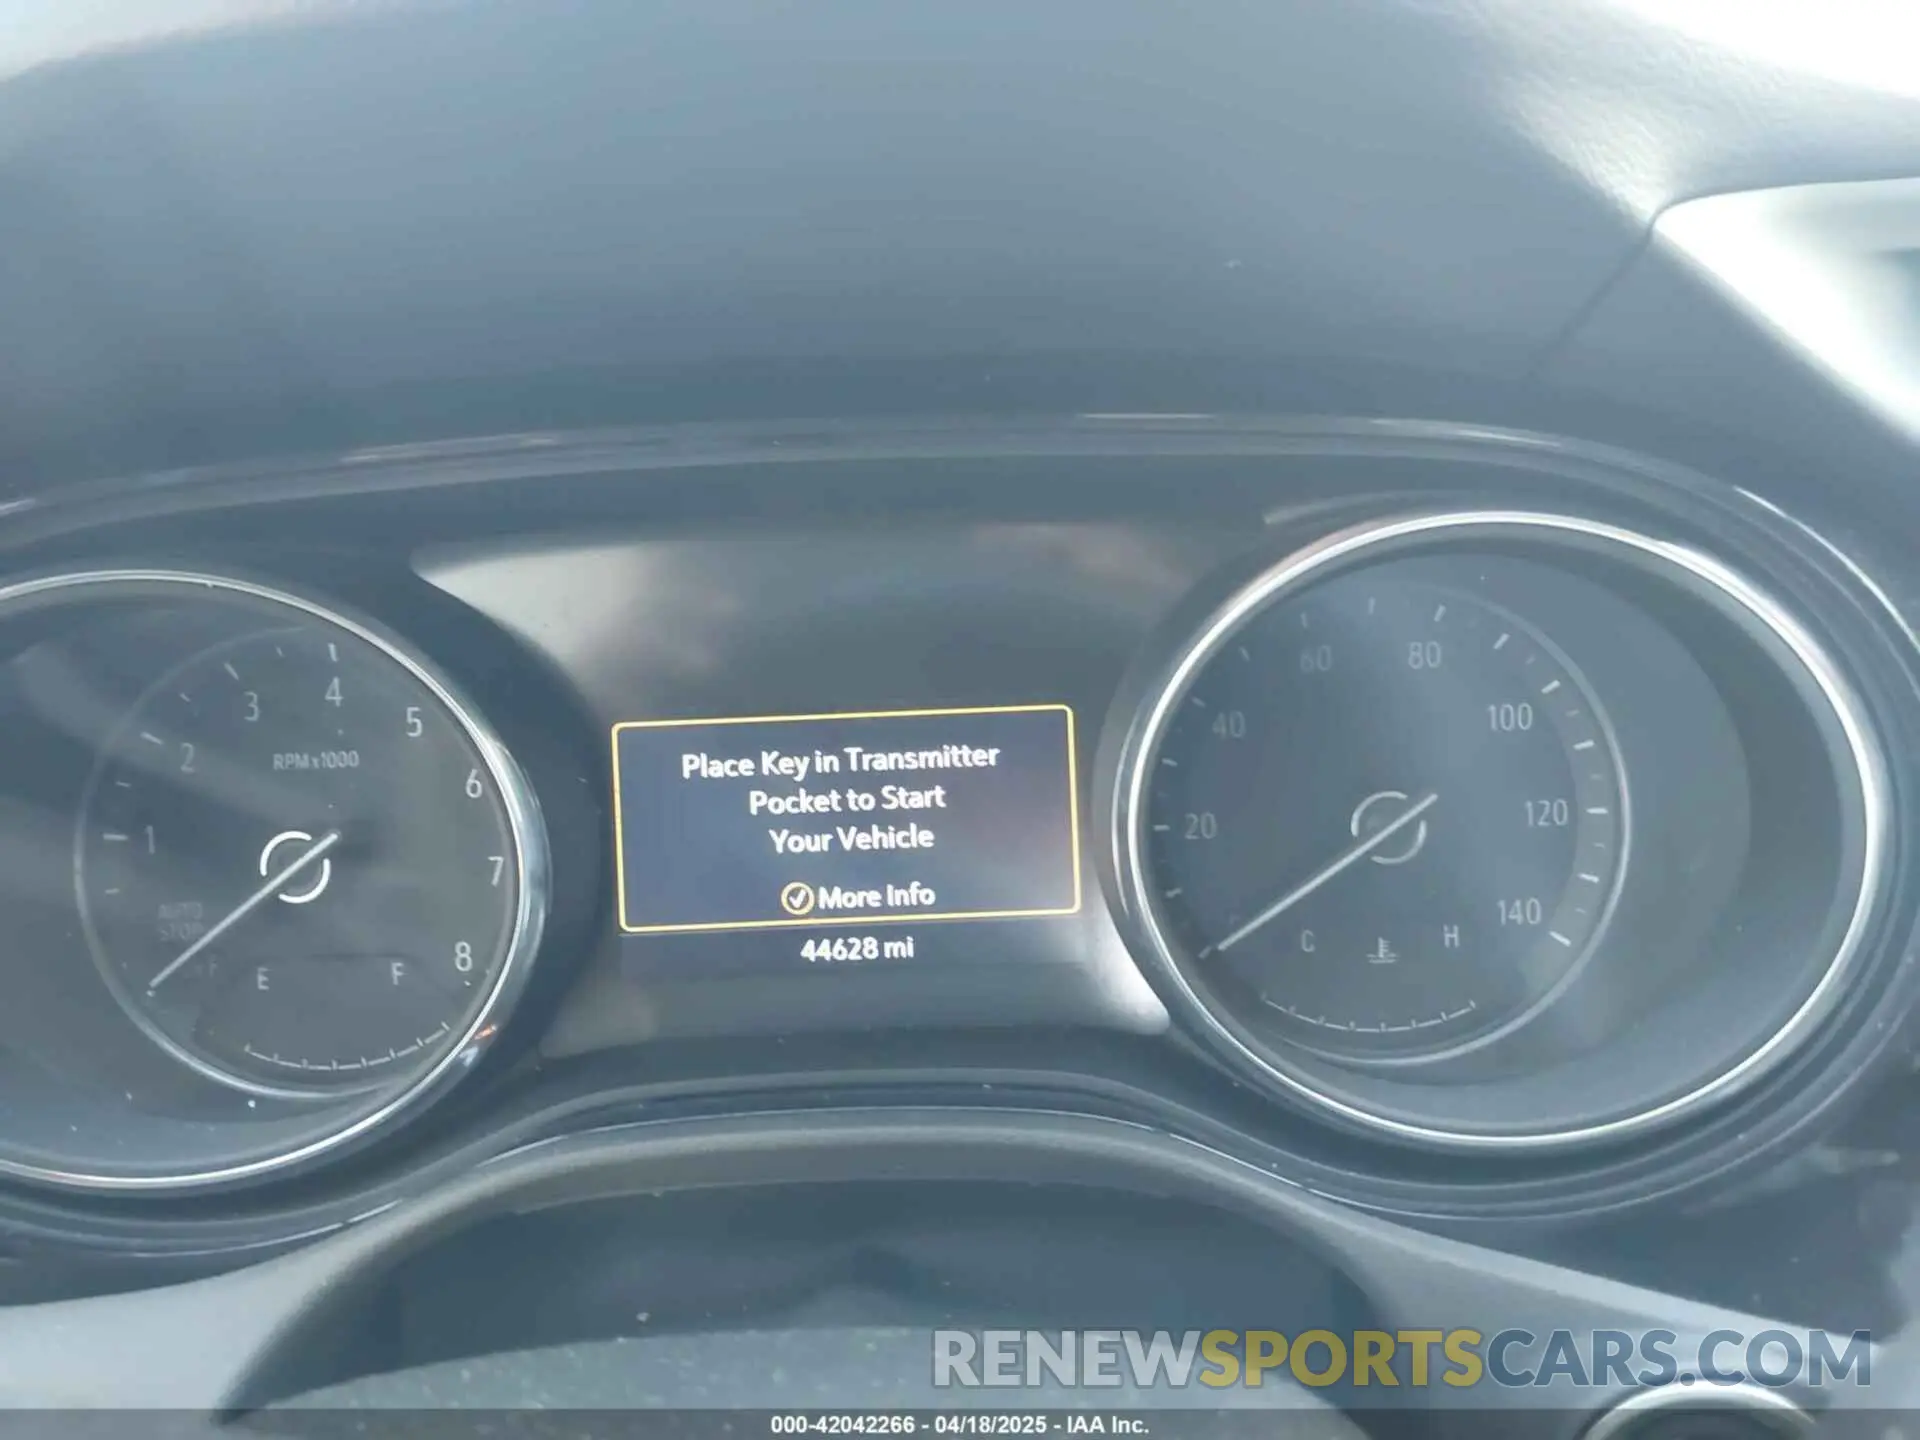 1
2
3
4
5
6
7
8
RPM x1000
AUTO
STOP
E
F
Place Key in Transmitter
Pocket to Start
Your Vehicle
More Info
44628 mi
20
40
60
80
100
120
140
C
H
RENEWSPORTSCARS.COM
000-42042266 - 04/18/2025 - IAA Inc.